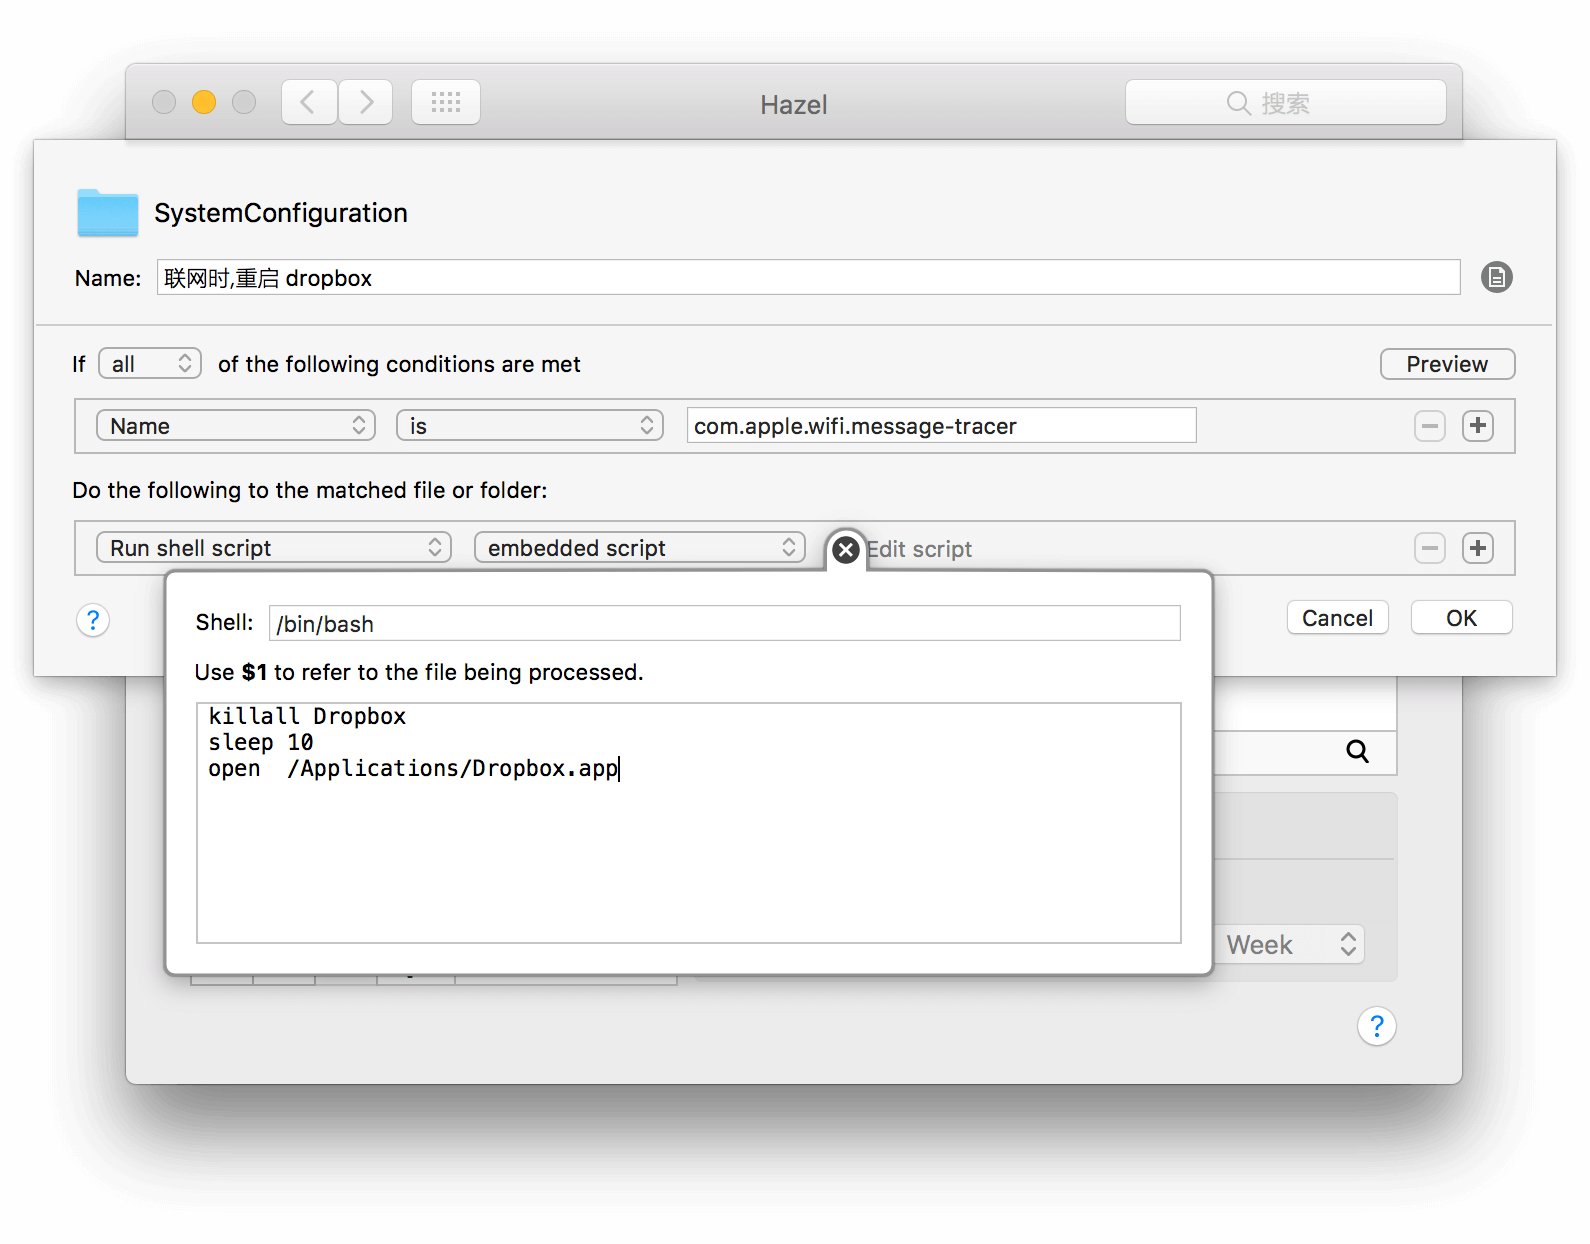 Hazel
搜索
SystemConfiguration
Name: 联网时,重启 dropbox
If all of the following conditions are met Preview
Name is com.apple.wifi.message-tracer
Do the following to the matched file or folder:
Run shell script embedded script Edit script
? Cancel OK
Shell: /bin/bash
Use $1 to refer to the file being processed.
killall Dropbox
sleep 10
open  /Applications/Dropbox.app
Week
?